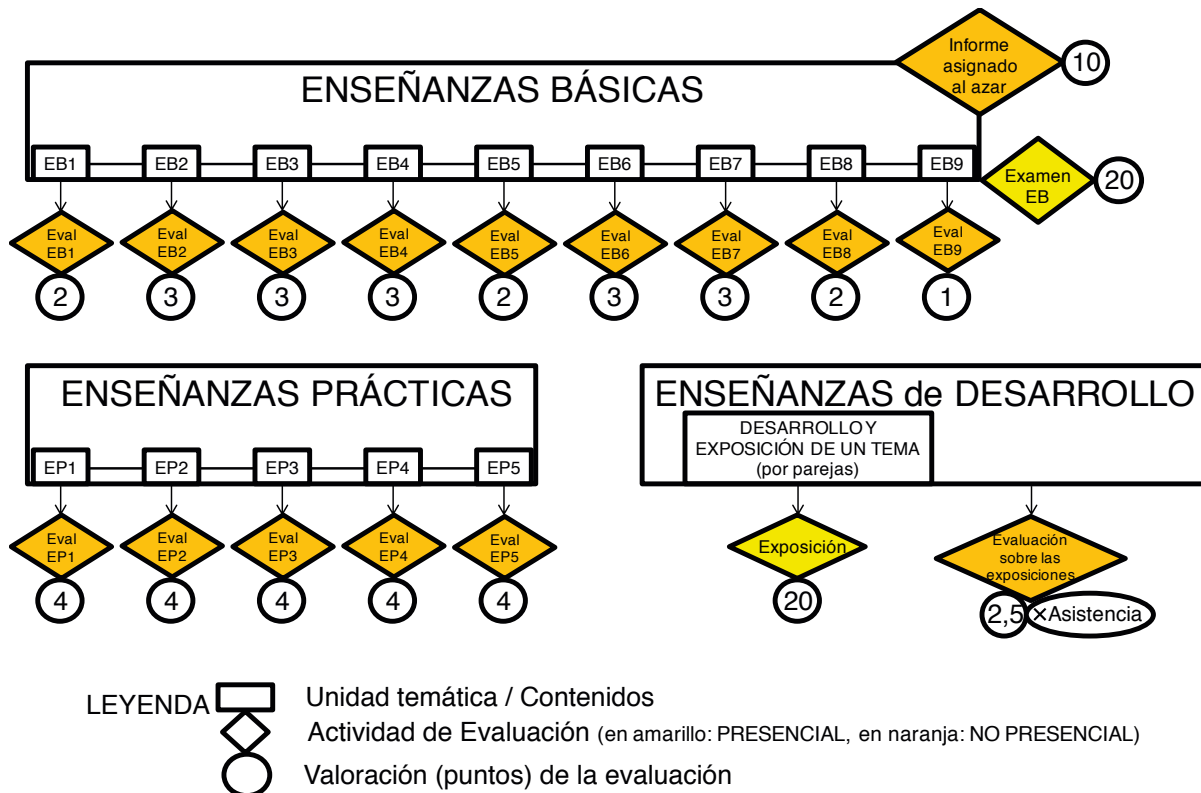 Informe
asignado
al azar
10
ENSEÑANZAS BÁSICAS
EB1 EB2 EB3 EB4 EB5 EB6 EB7 EB8 EB9
Examen
EB
20
Eval
EB1
Eval
EB2
Eval
EB3
Eval
EB4
Eval
EB5
Eval
EB6
Eval
EB7
Eval
EB8
Eval
EB9
2 3 3 3 2 3 3 2 1
ENSEÑANZAS PRÁCTICAS
EP1 EP2 EP3 EP4 EP5
Eval
EP1
Eval
EP2
Eval
EP3
Eval
EP4
Eval
EP5
4 4 4 4 4
ENSEÑANZAS de DESARROLLO
DESARROLLO Y
EXPOSICIÓN DE UN TEMA
(por parejas)
Exposición
20
Evaluación
sobre las
exposiciones
2,5 ×Asistencia
LEYENDA
Unidad temática / Contenidos
Actividad de Evaluación (en amarillo: PRESENCIAL, en naranja: NO PRESENCIAL)
Valoración (puntos) de la evaluación